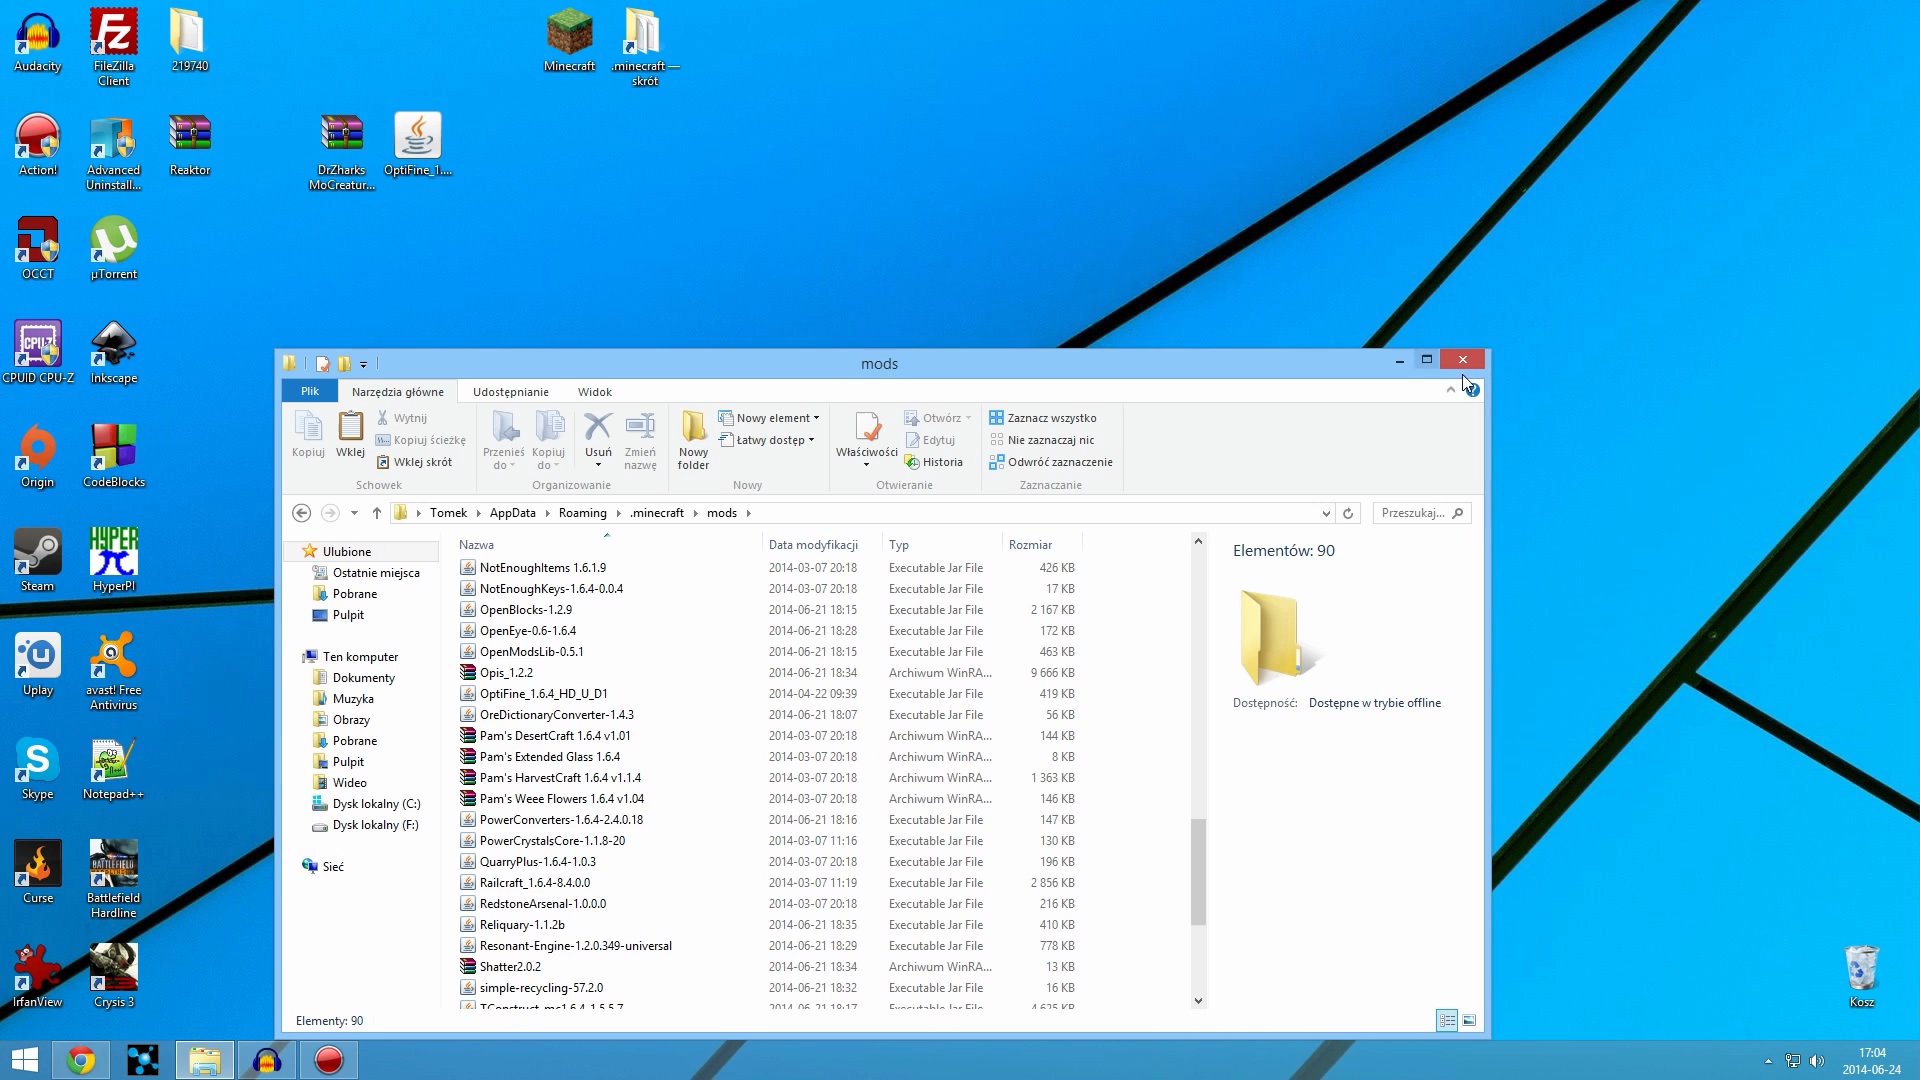 Audacity
FileZilla
Client
219740
Minecraft
.minecraft —
skrót
Action!
Advanced
Uninstall...
Reaktor
DrZharks
MoCreatur...
OptiFine_1....
OCCT
µTorrent
CPUID CPU-Z
Inkscape
Origin
CodeBlocks
Steam
HyperPI
Uplay
avast! Free
Antivirus
Skype
Notepad++
Curse
Battlefield
Hardline
IrfanView
Crysis 3
Kosz
mods
Plik Narzędzia główne Udostępnianie Widok
Kopiuj
Wklej
Wytnij
Kopiuj ścieżkę
Wklej skrót
Schowek
Przenieś
do
Kopiuj
do
Usuń
Zmień
nazwę
Organizowanie
Nowy
folder
Nowy element
Łatwy dostęp
Nowy
Właściwości
Otwórz
Edytuj
Historia
Otwieranie
Zaznacz wszystko
Nie zaznaczaj nic
Odwróć zaznaczenie
Zaznaczanie
Tomek AppData Roaming .minecraft mods
Przeszukaj...
Ulubione
Ostatnie miejsca
Pobrane
Pulpit
Ten komputer
Dokumenty
Muzyka
Obrazy
Pobrane
Pulpit
Wideo
Dysk lokalny (C:)
Dysk lokalny (F:)
Sieć
Nazwa Data modyfikacji Typ Rozmiar
NotEnoughItems 1.6.1.9 2014-03-07 20:18 Executable Jar File 426 KB
NotEnoughKeys-1.6.4-0.0.4 2014-03-07 20:18 Executable Jar File 17 KB
OpenBlocks-1.2.9 2014-06-21 18:15 Executable Jar File 2 167 KB
OpenEye-0.6-1.6.4 2014-06-21 18:28 Executable Jar File 172 KB
OpenModsLib-0.5.1 2014-06-21 18:15 Executable Jar File 463 KB
Opis_1.2.2 2014-06-21 18:34 Archiwum WinRA... 9 666 KB
OptiFine_1.6.4_HD_U_D1 2014-04-22 09:39 Executable Jar File 419 KB
OreDictionaryConverter-1.4.3 2014-06-21 18:07 Executable Jar File 56 KB
Pam's DesertCraft 1.6.4 v1.01 2014-03-07 20:18 Archiwum WinRA... 144 KB
Pam's Extended Glass 1.6.4 2014-03-07 20:18 Archiwum WinRA... 8 KB
Pam's HarvestCraft 1.6.4 v1.1.4 2014-03-07 20:18 Archiwum WinRA... 1 363 KB
Pam's Weee Flowers 1.6.4 v1.04 2014-03-07 20:18 Archiwum WinRA... 146 KB
PowerConverters-1.6.4-2.4.0.18 2014-06-21 18:16 Executable Jar File 147 KB
PowerCrystalsCore-1.1.8-20 2014-03-07 11:16 Executable Jar File 130 KB
QuarryPlus-1.6.4-1.0.3 2014-03-07 20:18 Executable Jar File 196 KB
Railcraft_1.6.4-8.4.0.0 2014-03-07 11:19 Executable Jar File 2 856 KB
RedstoneArsenal-1.0.0.0 2014-03-07 20:18 Executable Jar File 216 KB
Reliquary-1.1.2b 2014-06-21 18:35 Executable Jar File 410 KB
Resonant-Engine-1.2.0.349-universal 2014-06-21 18:29 Executable Jar File 778 KB
Shatter2.0.2 2014-06-21 18:34 Archiwum WinRA... 13 KB
simple-recycling-57.2.0 2014-06-21 18:32 Executable Jar File 16 KB
TConstruct_mc1.6.4_1.5.5.7 2014-06-21 18:17 Executable Jar File 4 625 KB
Elementów: 90
Dostępność: Dostępne w trybie offline
Elementy: 90
17:04
2014-06-24